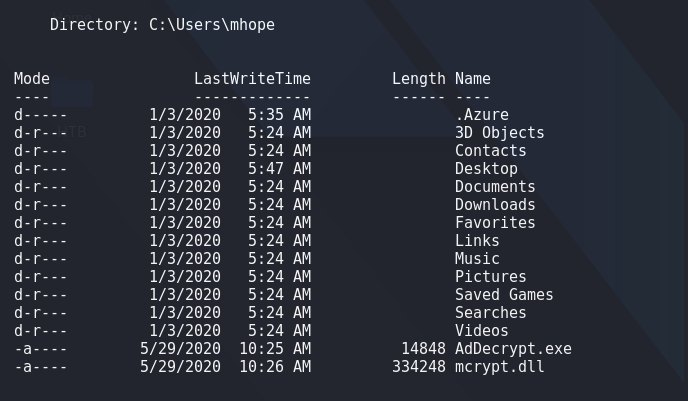 Directory: C:\Users\mhope
Mode LastWriteTime Length Name
---- ------------- ------ ----
d----- 1/3/2020 5:35 AM .Azure
d-r--- 1/3/2020 5:24 AM 3D Objects
d-r--- 1/3/2020 5:24 AM Contacts
d-r--- 1/3/2020 5:47 AM Desktop
d-r--- 1/3/2020 5:24 AM Documents
d-r--- 1/3/2020 5:24 AM Downloads
d-r--- 1/3/2020 5:24 AM Favorites
d-r--- 1/3/2020 5:24 AM Links
d-r--- 1/3/2020 5:24 AM Music
d-r--- 1/3/2020 5:24 AM Pictures
d-r--- 1/3/2020 5:24 AM Saved Games
d-r--- 1/3/2020 5:24 AM Searches
d-r--- 1/3/2020 5:24 AM Videos
-a---- 5/29/2020 10:25 AM 14848 AdDecrypt.exe
-a---- 5/29/2020 10:26 AM 334248 mcrypt.dll